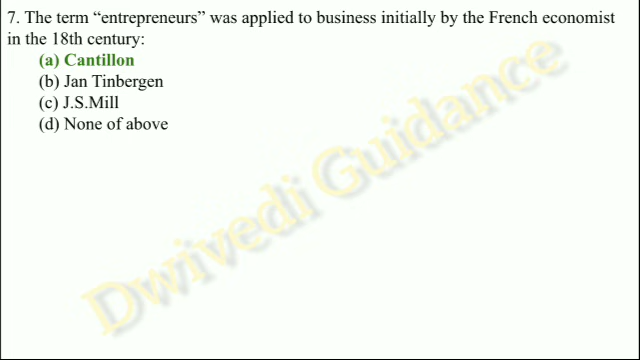 7. The term “entrepreneurs” was applied to business initially by the French economist
in the 18th century:
(a) Cantillon
(b) Jan Tinbergen
(c) J.S.Mill
(d) None of above
Dwivedi Guidance